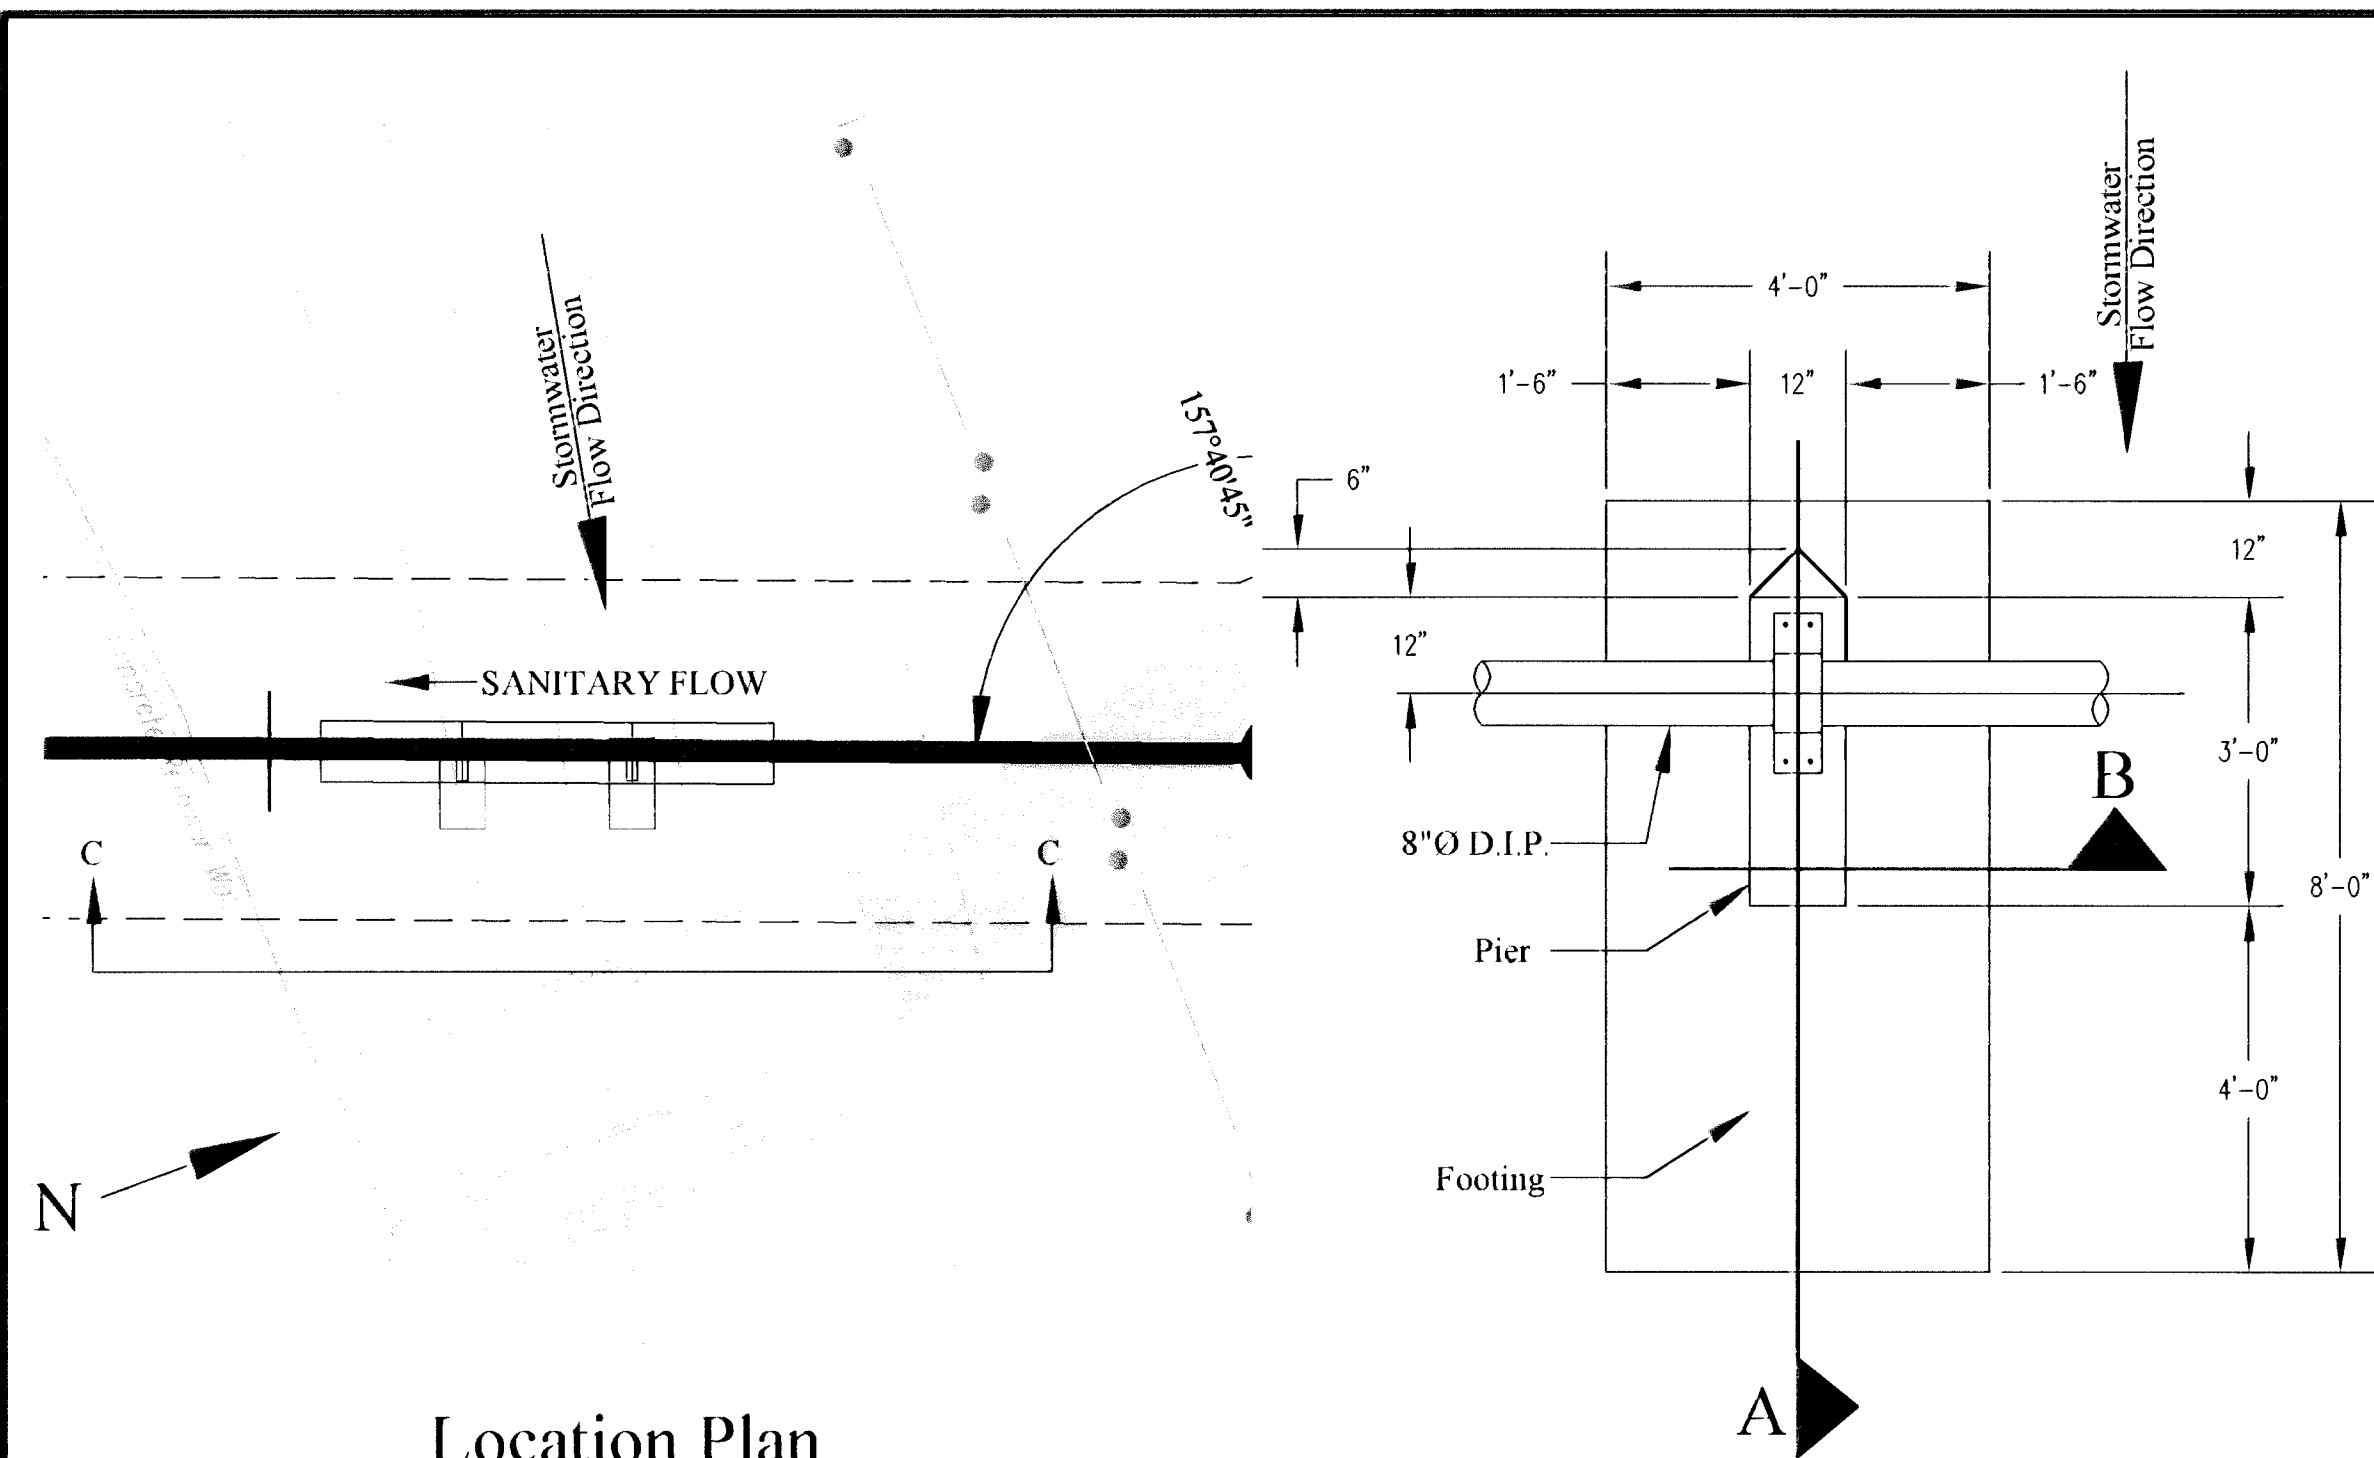 Stormwater
Flow Direction
157°40'45"
SANITARY FLOW
C
C
N
Location Plan
Stormwater
Flow Direction
4'-0"
1'-6"
12"
1'-6"
6"
12"
12"
3'-0"
8'-0"
4'-0"
B
8"Ø D.I.P.
Pier
Footing
A